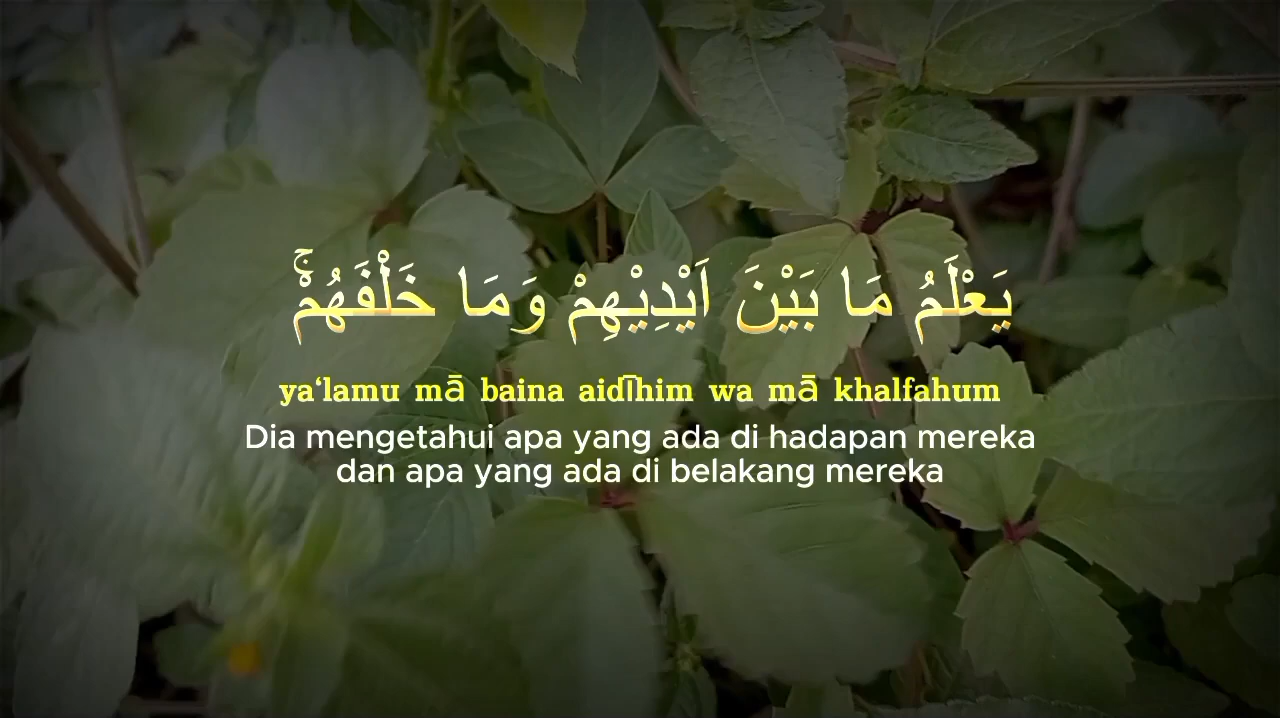 يَعْلَمُ مَا بَيْنَ اَيْدِيْهِمْ وَمَا خَلْفَهُمْۚ
ya‘lamu mā baina aidīhim wa mā khalfahum
Dia mengetahui apa yang ada di hadapan mereka
dan apa yang ada di belakang mereka